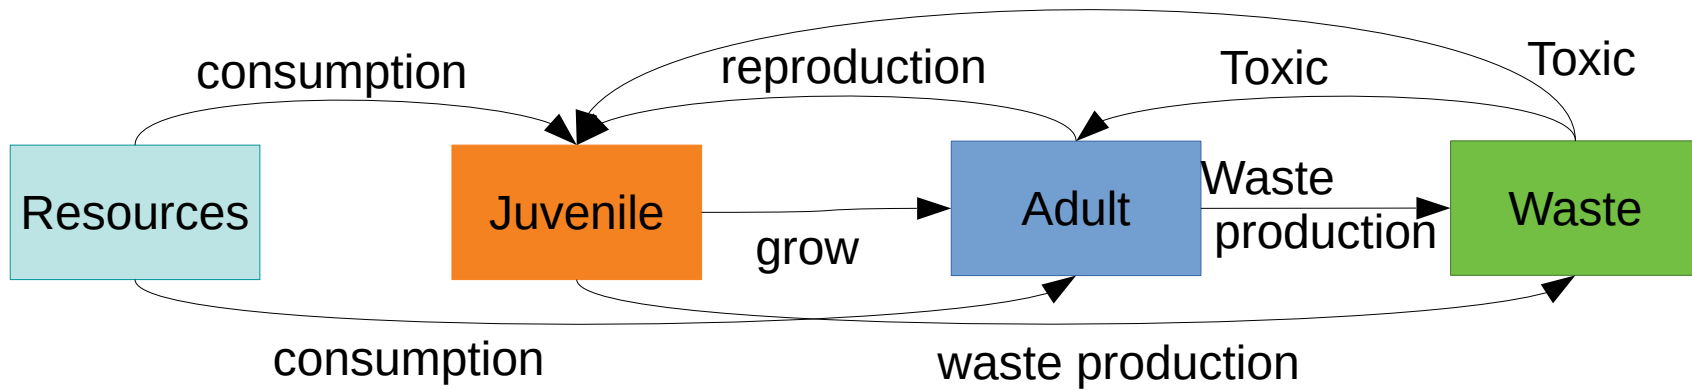 consumption
reproduction
Toxic
Toxic
Resources
Juvenile
grow
Adult
Waste
production
Waste
consumption
waste production